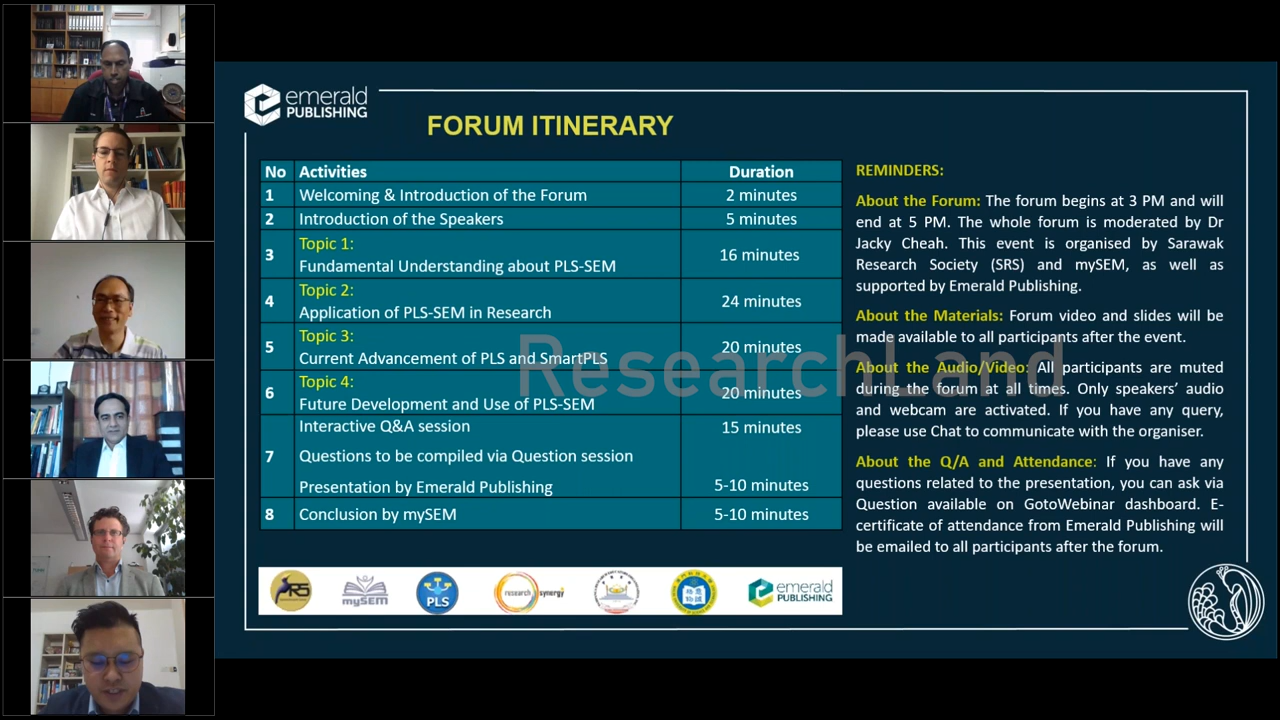 emerald
PUBLISHING
FORUM ITINERARY
No Activities Duration
1 Welcoming & Introduction of the Forum 2 minutes
2 Introduction of the Speakers 5 minutes
3 Topic 1:
Fundamental Understanding about PLS-SEM 16 minutes
4 Topic 2:
Application of PLS-SEM in Research 24 minutes
5 Topic 3:
Current Advancement of PLS and SmartPLS 20 minutes
6 Topic 4:
Future Development and Use of PLS-SEM 20 minutes
7 Interactive Q&A session 15 minutes
Questions to be compiled via Question session
Presentation by Emerald Publishing 5-10 minutes
8 Conclusion by mySEM 5-10 minutes
REMINDERS:
About the Forum: The forum begins at 3 PM and will
end at 5 PM. The whole forum is moderated by Dr
Jacky Cheah. This event is organised by Sarawak
Research Society (SRS) and mySEM, as well as
supported by Emerald Publishing.
About the Materials: Forum video and slides will be
made available to all participants after the event.
About the Audio/Video: All participants are muted
during the forum at all times. Only speakers' audio
and webcam are activated. If you have any query,
please use Chat to communicate with the organiser.
About the Q/A and Attendance: If you have any
questions related to the presentation, you can ask via
Question available on GotoWebinar dashboard. E-
certificate of attendance from Emerald Publishing will
be emailed to all participants after the forum.
ResearchLand
mySEM
PLS
research synergy
emerald
PUBLISHING